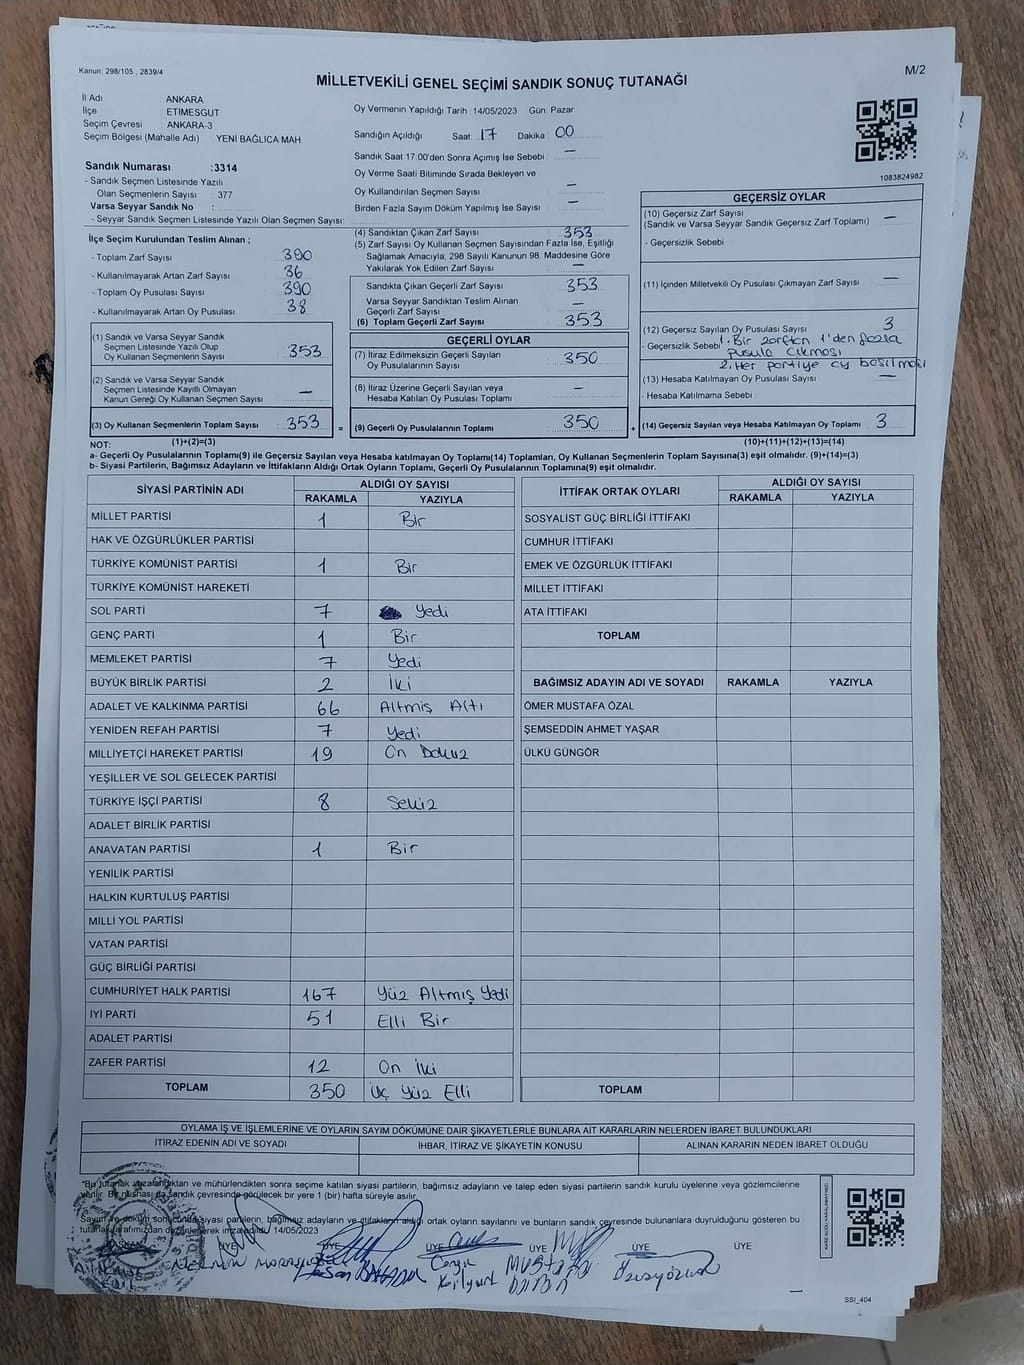 Kanun: 298/105 , 2839/4
M/2
MİLLETVEKİLİ GENEL SEÇİMİ SANDIK SONUÇ TUTANAĞI
İl Adı : ANKARA
İlçe : ETİMESGUT
Seçim Çevresi : ANKARA-3
Seçim Bölgesi (Mahalle Adı) YENİ BAĞLICA MAH.
Sandık Numarası :3314
- Sandık Seçmen Listesinde Yazılı
Olan Seçmenlerin Sayısı : 377
Varsa Seyyar Sandık No :
- Seyyar Sandık Seçmen Listesinde Yazılı Olan Seçmen Sayısı:
Oy Vermenin Yapıldığı Tarih :14/05/2023 Gün: Pazar
Sandığın Açıldığı Saat: 17 Dakika : 00
Sandık Saat 17:00'den Sonra Açımış İse Sebebi : —
Oy Verme Saati Bitiminde Sırada Bekleyen ve
Oy Kullandırılan Seçmen Sayısı : —
Birden Fazla Sayım Döküm Yapılmış İse Sayısı : —
1083824982
İlçe Seçim Kurulundan Teslim Alınan ;
- Toplam Zarf Sayısı : 390
- Kullanılmayarak Artan Zarf Sayısı : 36
- Toplam Oy Pusulası Sayısı : 390
- Kullanılmayarak Artan Oy Pusulası : 38
(1) Sandık ve Varsa Seyyar Sandık
Seçmen Listesinde Yazılı Olup
Oy Kullanan Seçmenlerin Sayısı : 353
(2) Sandık ve Varsa Seyyar Sandık
Seçmen Listesinde Kayıtlı Olmayan
Kanun Gereği Oy Kullanan Seçmen Sayısı : —
(3) Oy Kullanan Seçmenlerin Toplam Sayısı : 353
(1)+(2)=(3)
(4) Sandıktan Çıkan Zarf Sayısı : 353
(5) Zarf Sayısı Oy Kullanan Seçmen Sayısından Fazla İse, Eşitliği
Sağlamak Amacıyla; 298 Sayılı Kanunun 98. Maddesine Göre
Yakılarak Yok Edilen Zarf Sayısı : —
Sandıkta Çıkan Geçerli Zarf Sayısı : 353
Varsa Seyyar Sandıktan Teslim Alınan
Geçerli Zarf Sayısı : —
(6) Toplam Geçerli Zarf Sayısı : 353
GEÇERLİ OYLAR
(7) İtiraz Edilmeksizin Geçerli Sayılan
Oy Pusulalarının Sayısı : 350
(8) İtiraz Üzerine Geçerli Sayılan veya
Hesaba Katılan Oy Pusulası Toplamı : —
= (9) Geçerli Oy Pusulalarının Toplamı : 350
GEÇERSİZ OYLAR
(10) Geçersiz Zarf Sayısı
(Sandık ve Varsa Seyyar Sandık Geçersiz Zarf Toplamı) : —
- Geçersizlik Sebebi :
(11) İçinden Milletvekili Oy Pusulası Çıkmayan Zarf Sayısı : —
(12) Geçersiz Sayılan Oy Pusulası Sayısı : 3
- Geçersizlik Sebebi : 1. Bir zarftan 1'den fazla
pusula çıkması
2. Her partiye oy basılması
(13) Hesaba Katılmayan Oy Pusulası Sayısı : —
- Hesaba Katılmama Sebebi :
+ (14) Geçersiz Sayılan veya Hesaba Katılmayan Oy Toplamı : 3
(10)+(11)+(12)+(13)=(14)
NOT:
a- Geçerli Oy Pusulalarının Toplamı(9) ile Geçersiz Sayılan veya Hesaba katılmayan Oy Toplamı(14) Toplamları, Oy Kullanan Seçmenlerin Toplam Sayısına(3) eşit olmalıdır. (9)+(14)=(3)
b- Siyasi Partilerin, Bağımsız Adayların ve İttifakların Aldığı Ortak Oyların Toplamı, Geçerli Oy Pusulalarının Toplamına(9) eşit olmalıdır.
SİYASİ PARTİNİN ADI ALDIĞI OY SAYISI
RAKAMLA YAZIYLA
MİLLET PARTİSİ 1 Bir
HAK VE ÖZGÜRLÜKLER PARTİSİ
TÜRKİYE KOMÜNİST PARTİSİ 1 Bir
TÜRKİYE KOMÜNİST HAREKETİ
SOL PARTİ 7 Yedi
GENÇ PARTİ 1 Bir
MEMLEKET PARTİSİ 7 Yedi
BÜYÜK BİRLİK PARTİSİ 2 İki
ADALET VE KALKINMA PARTİSİ 66 Altmış Altı
YENİDEN REFAH PARTİSİ 7 Yedi
MİLLİYETÇİ HAREKET PARTİSİ 19 On Dokuz
YEŞİLLER VE SOL GELECEK PARTİSİ
TÜRKİYE İŞÇİ PARTİSİ 8 Sekiz
ADALET BİRLİK PARTİSİ
ANAVATAN PARTİSİ 1 Bir
YENİLİK PARTİSİ
HALKIN KURTULUŞ PARTİSİ
MİLLİ YOL PARTİSİ
VATAN PARTİSİ
GÜÇ BİRLİĞİ PARTİSİ
CUMHURİYET HALK PARTİSİ 167 Yüz Altmış Yedi
İYİ PARTİ 51 Elli Bir
ADALET PARTİSİ
ZAFER PARTİSİ 12 On İki
TOPLAM 350 Üç Yüz Elli
İTTİFAK ORTAK OYLARI ALDIĞI OY SAYISI
RAKAMLA YAZIYLA
SOSYALİST GÜÇ BİRLİĞİ İTTİFAKI
CUMHUR İTTİFAKI
EMEK VE ÖZGÜRLÜK İTTİFAKI
MİLLET İTTİFAKI
ATA İTTİFAKI
TOPLAM
BAĞIMSIZ ADAYIN ADI VE SOYADI RAKAMLA YAZIYLA
ÖMER MUSTAFA ÖZAL
ŞEMSEDDİN AHMET YAŞAR
ÜLKÜ GÜNGÖR
TOPLAM
OYLAMA İŞ VE İŞLEMLERİNE VE OYLARIN SAYIM DÖKÜMÜNE DAİR ŞİKAYETLERLE BUNLARA AİT KARARLARIN NELERDEN İBARET BULUNDUKLARI
İTİRAZ EDENİN ADI VE SOYADI İHBAR, İTİRAZ VE ŞİKAYETİN KONUSU ALINAN KARARIN NEDEN İBARET OLDUĞU
*Bu tutanak imzalandıktan ve mühürlendikten sonra seçime katılan siyasi partilerin, bağımsız adayların ve talep eden siyasi partilerin sandık kurulu üyelerine veya gözlemcilerine
verilir. Bir nüshası da sandık çevresinde görülecek bir yere 1 (bir) hafta süreyle asılır.
Sayım ve döküm sonucunda siyasi partilerin, bağımsız adayların ve ittifakların aldığı ortak oyların sayılarını ve bunların sandık çevresinde bulunanlara duyrulduğunu gösteren bu
tutanak tarafımızdan düzenlenerek imzalandı. 14/05/2023
BAŞKAN ÜYE ÜYE ÜYE ÜYE ÜYE ÜYE
Hasan Cengiz Mustafa
SSI_404